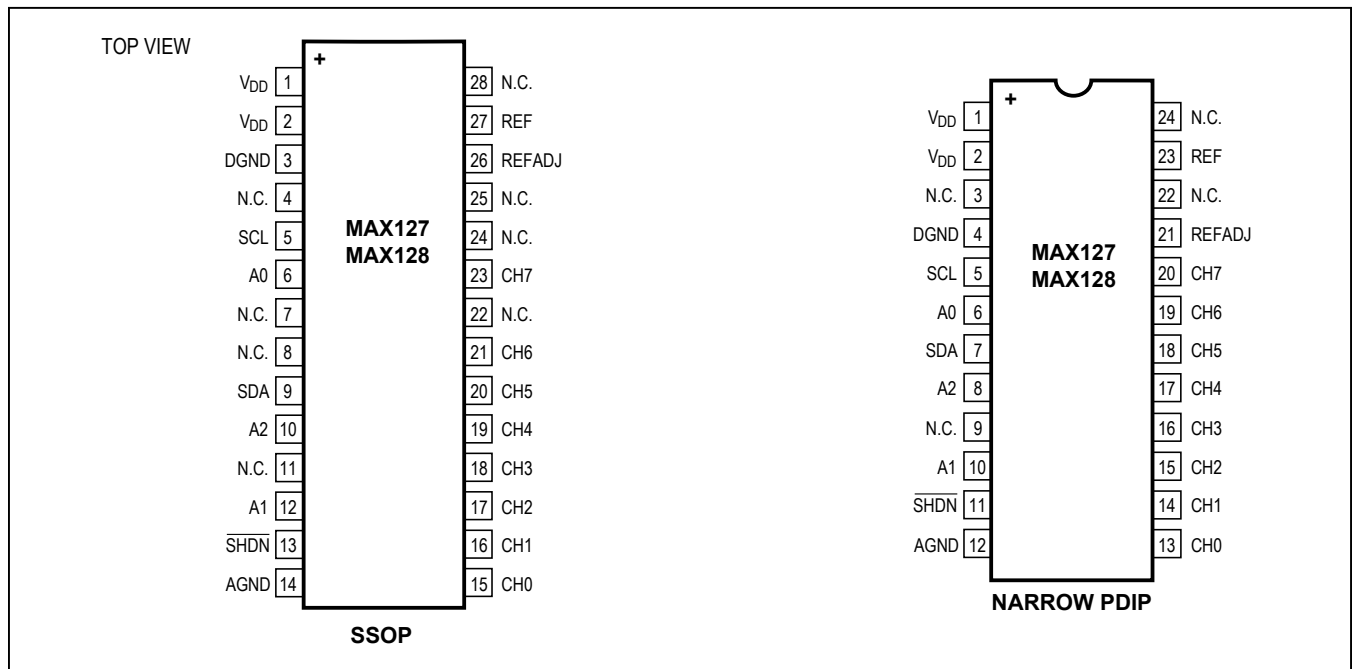 TOP VIEW
+
VDD 1
VDD 2
DGND 3
N.C. 4
SCL 5
A0 6
N.C. 7
N.C. 8
SDA 9
A2 10
N.C. 11
A1 12
SHDN 13
AGND 14
MAX127
MAX128
28 N.C.
27 REF
26 REFADJ
25 N.C.
24 N.C.
23 CH7
22 N.C.
21 CH6
20 CH5
19 CH4
18 CH3
17 CH2
16 CH1
15 CH0
SSOP
+
VDD 1
VDD 2
N.C. 3
DGND 4
SCL 5
A0 6
SDA 7
A2 8
N.C. 9
A1 10
SHDN 11
AGND 12
MAX127
MAX128
24 N.C.
23 REF
22 N.C.
21 REFADJ
20 CH7
19 CH6
18 CH5
17 CH4
16 CH3
15 CH2
14 CH1
13 CH0
NARROW PDIP